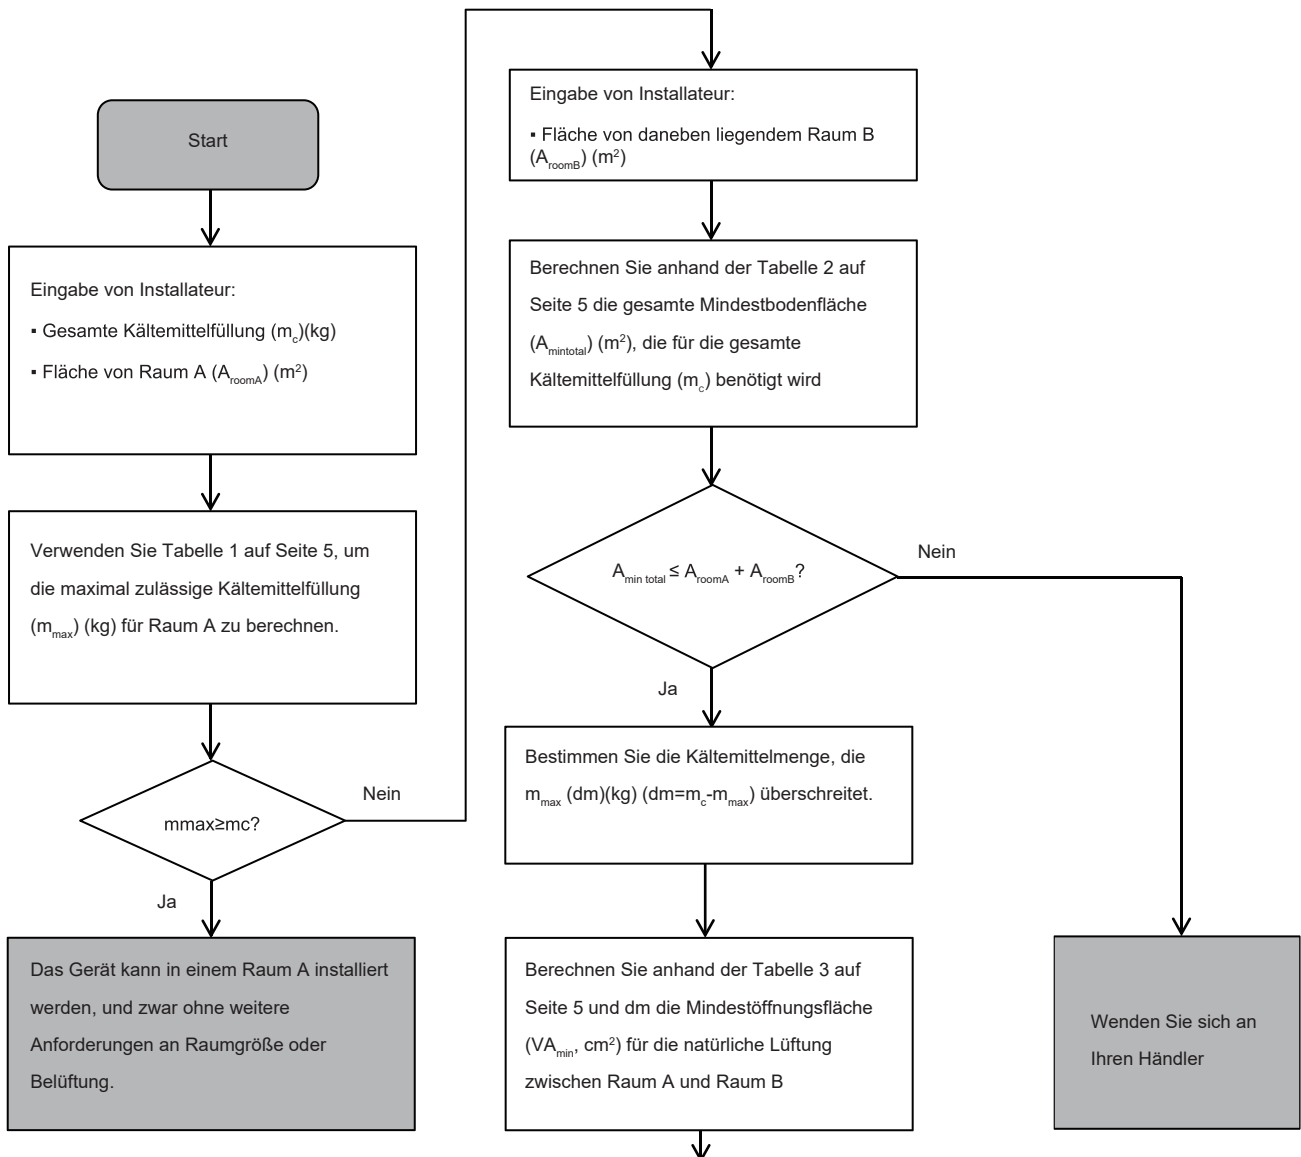 Start
Eingabe von Installateur:
▪ Gesamte Kältemittelfüllung (mc)(kg)
▪ Fläche von Raum A (AroomA) (m²)
Verwenden Sie Tabelle 1 auf Seite 5, um
die maximal zulässige Kältemittelfüllung
(mmax) (kg) für Raum A zu berechnen.
mmax≥mc?
Nein
Ja
Das Gerät kann in einem Raum A installiert
werden, und zwar ohne weitere
Anforderungen an Raumgröße oder
Belüftung.
Eingabe von Installateur:
▪ Fläche von daneben liegendem Raum B
(AroomB) (m²)
Berechnen Sie anhand der Tabelle 2 auf
Seite 5 die gesamte Mindestbodenfläche
(Amintotal) (m²), die für die gesamte
Kältemittelfüllung (mc) benötigt wird
Amin total ≤ AroomA + AroomB?
Nein
Ja
Bestimmen Sie die Kältemittelmenge, die
mmax (dm)(kg) (dm=mc-mmax) überschreitet.
Berechnen Sie anhand der Tabelle 3 auf
Seite 5 und dm die Mindestöffnungsfläche
(VAmin, cm²) für die natürliche Lüftung
zwischen Raum A und Raum B
Wenden Sie sich an
Ihren Händler